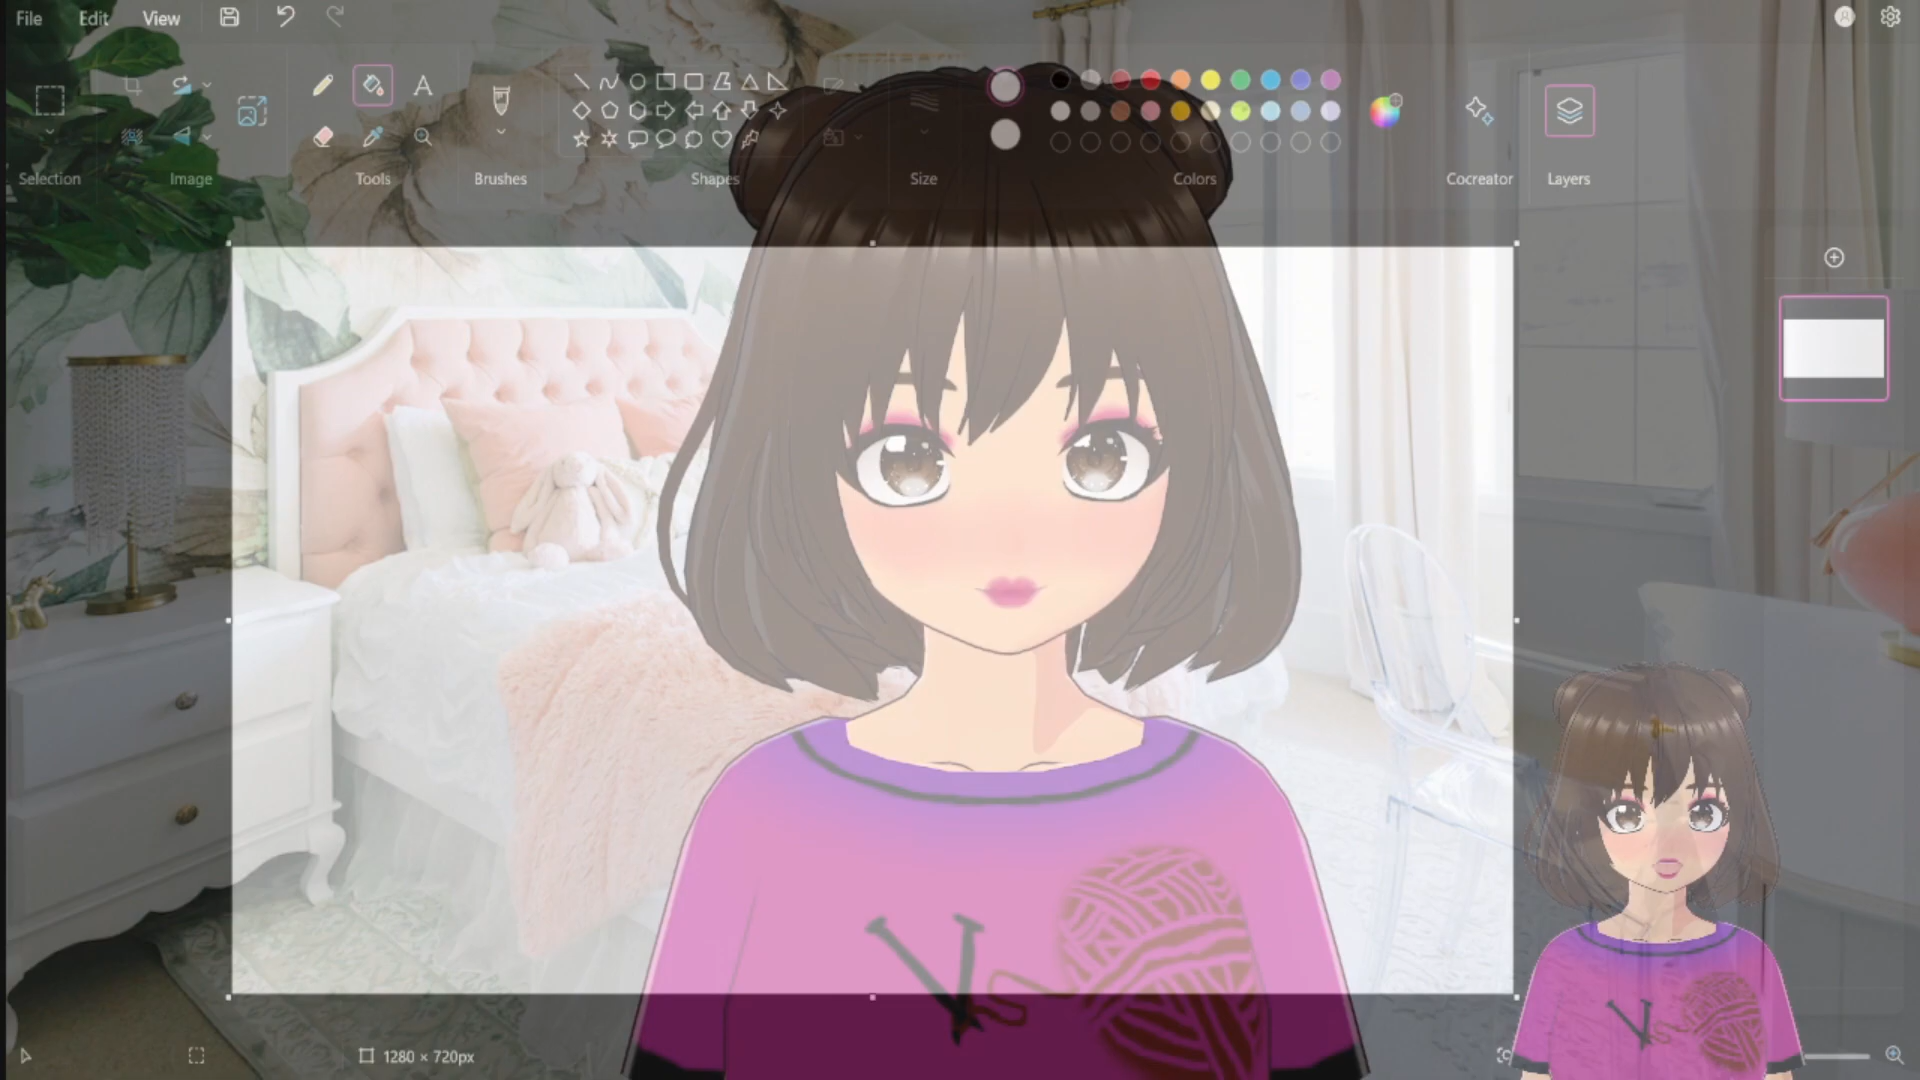 File Edit View
Selection Image Tools Brushes Shapes Size Colors Cocreator Layers
1280 × 720px